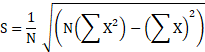 S = 1/N √((N(∑X²) − (∑X)²))